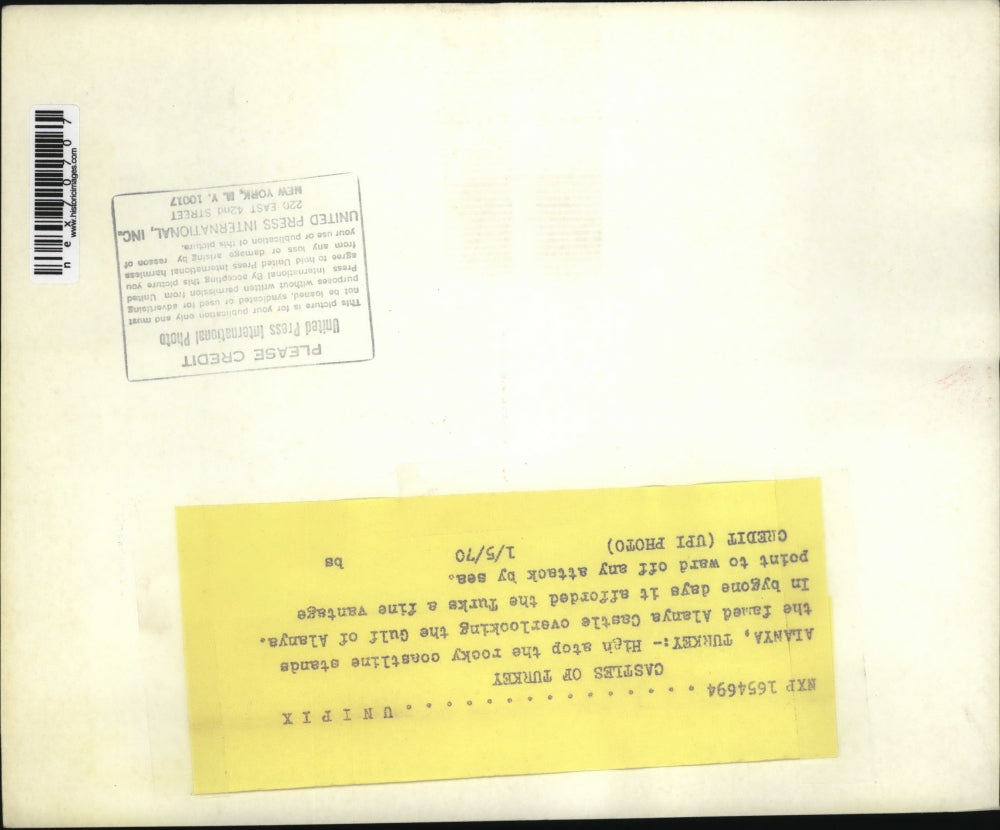 NXP 1654694 . . . . . . . . . . . . . . . . . U N I P I X
CASTLES OF TURKEY
ALANYA, TURKEY:- High atop the rocky coastline stands
the famed Alanya Castle overlooking the Gulf of Alanya.
In bygone days it afforded the Turks a fine vantage
point to ward off any attack by sea.
CREDIT (UPI PHOTO) 1/5/70 bs
PLEASE CREDIT
United Press International Photo
This picture is for your publication only and must
not be loaned, syndicated or used for advertising
purposes without written permission from United
Press International By accepting this picture you
agree to hold United Press International harmless
from any loss or damage arising by reason of
your use or publication of this picture.
UNITED PRESS INTERNATIONAL, INC.
220 EAST 42nd STREET
NEW YORK, N. Y. 10017
nex70707
www.historicimages.com